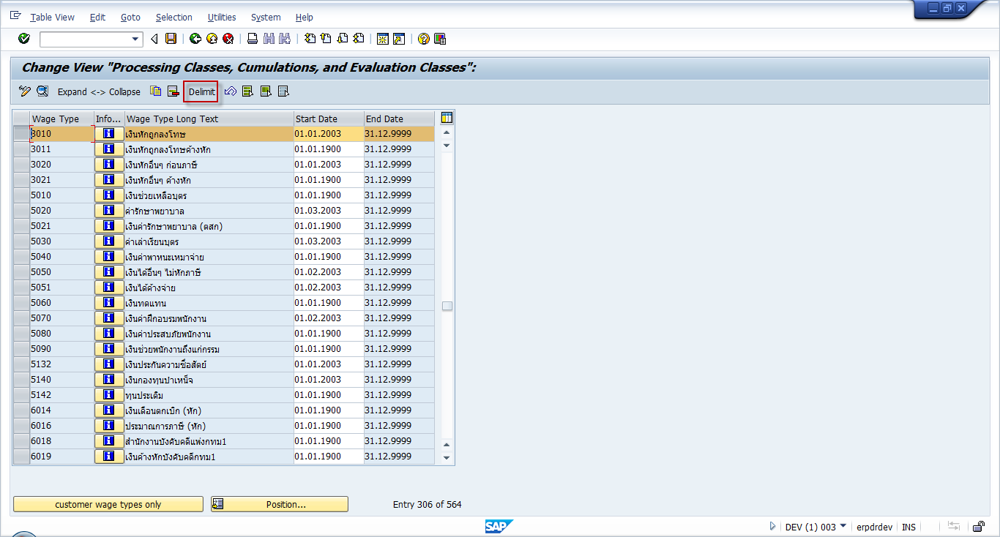 Table View Edit Goto Selection Utilities System Help
Change View "Processing Classes, Cumulations, and Evaluation Classes":
Expand <-> Collapse Delimit
Wage Type Info... Wage Type Long Text Start Date End Date
3010 เงินหักถูกลงโทษ 01.01.2003 31.12.9999
3011 เงินหักถูกลงโทษค้างหัก 01.01.1900 31.12.9999
3020 เงินหักอื่นๆ ก่อนภาษี 01.01.2003 31.12.9999
3021 เงินหักอื่นๆ ค้างหัก 01.01.1900 31.12.9999
5010 เงินช่วยเหลือบุตร 01.01.1900 31.12.9999
5020 ค่ารักษาพยาบาล 01.03.2003 31.12.9999
5021 เงินค่ารักษาพยาบาล (ตสก) 01.01.1900 31.12.9999
5030 ค่าเล่าเรียนบุตร 01.03.2003 31.12.9999
5040 เงินค่าพาหนะเหมาจ่าย 01.01.1900 31.12.9999
5050 เงินได้อื่นๆ ไม่หักภาษี 01.02.2003 31.12.9999
5051 เงินได้ค้างจ่าย 01.02.2003 31.12.9999
5060 เงินทดแทน 01.01.1900 31.12.9999
5070 เงินค่าฝึกอบรมพนักงาน 01.02.2003 31.12.9999
5080 เงินค่าประสบภัยพนักงาน 01.01.1900 31.12.9999
5090 เงินช่วยพนักงานถึงแก่กรรม 01.01.1900 31.12.9999
5132 เงินประกันความซื่อสัตย์ 01.01.2003 31.12.9999
5140 เงินกองทุนบำเหน็จ 01.01.2003 31.12.9999
5142 ทุนประเดิม 01.01.1900 31.12.9999
6014 เงินเดือนตกเบิก (หัก) 01.01.1900 31.12.9999
6016 ประมาณการภาษี (หัก) 01.01.1900 31.12.9999
6018 สำนักงานบังคับคดีแพ่งกทม1 01.01.1900 31.12.9999
6019 เงินค้างหักบังคับคดีกทม1 01.01.1900 31.12.9999
customer wage types only Position... Entry 306 of 564
SAP DEV (1) 003 erpdrdev INS